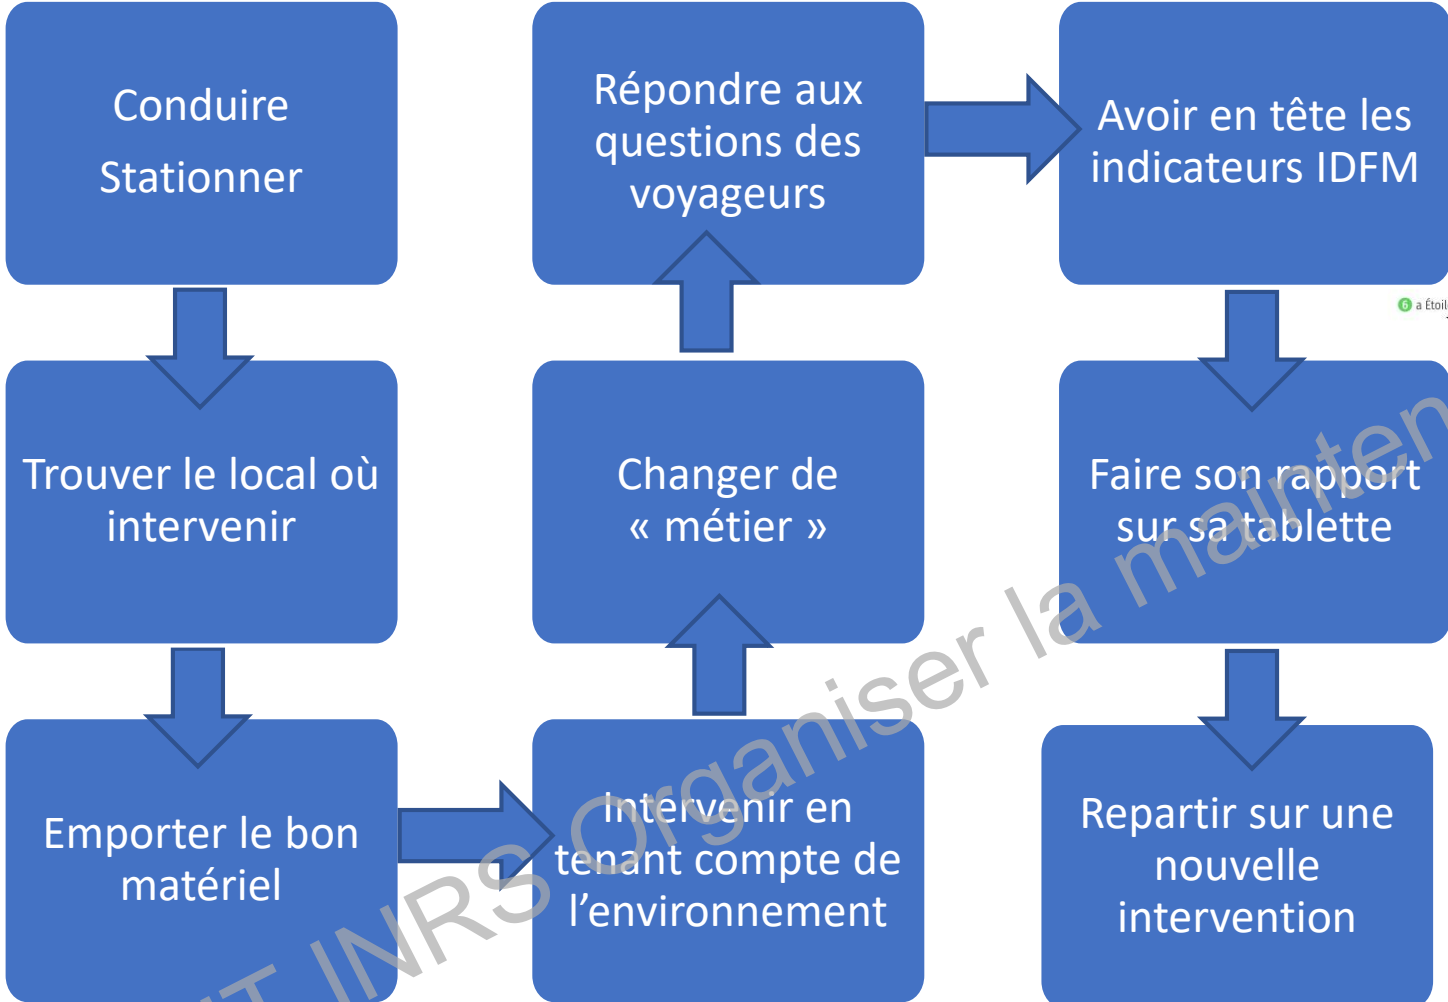 Conduire
Stationner
Trouver le local où
intervenir
Emporter le bon
matériel
Intervenir en
tenant compte de
l’environnement
Changer de
« métier »
Répondre aux
questions des
voyageurs
Avoir en tête les
indicateurs IDFM
6 a Étoil
Faire son rapport
sur sa tablette
Repartir sur une
nouvelle
intervention
INRS Organiser la mainten